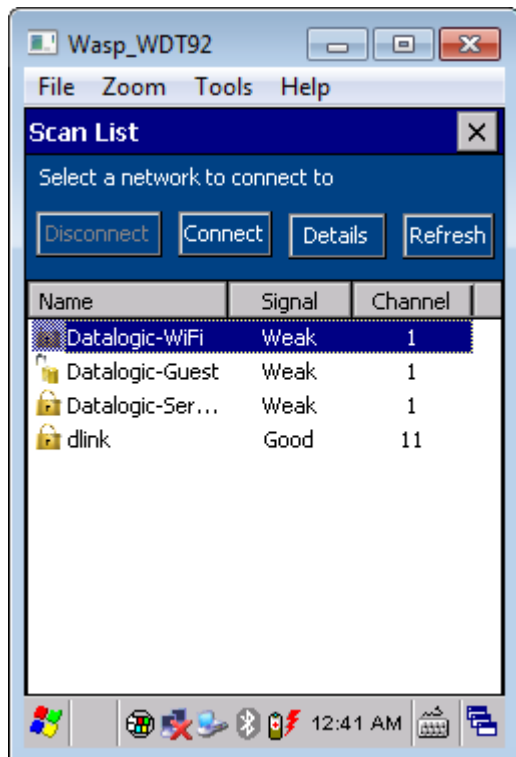 Wasp_WDT92
File Zoom Tools Help
Scan List
Select a network to connect to
Disconnect Connect Details Refresh
Name Signal Channel
Datalogic-WiFi Weak 1
Datalogic-Guest Weak 1
Datalogic-Ser... Weak 1
dlink Good 11
12:41 AM